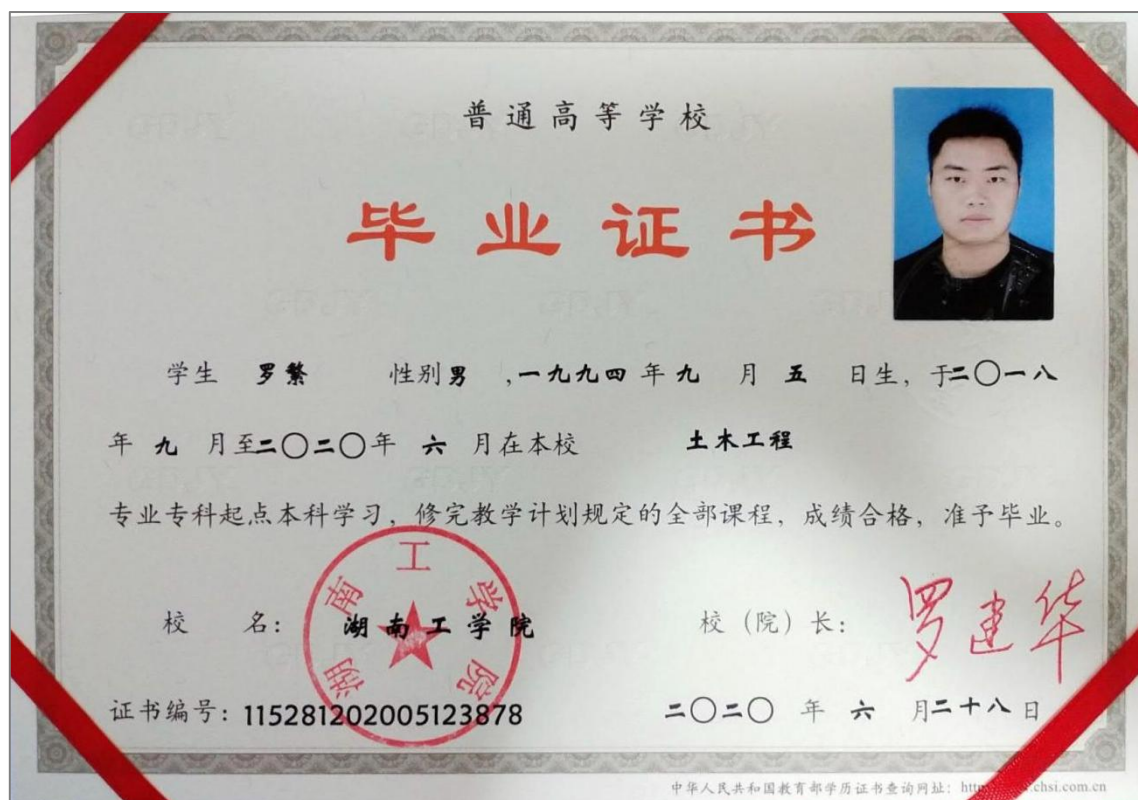 普通高等学校
毕业证书
学生 罗繁 性别 男 ,一九九四 年 九 月 五 日生，于二〇一八
年 九 月至二〇二〇年 六 月在本校 土木工程
专业专科起点本科学习，修完教学计划规定的全部课程，成绩合格，准予毕业。
校 名： 湖南工学院
湖南工学院
校（院）长： 罗建华
证书编号：115281202005123878
二〇二〇 年 六 月二十八日
中华人民共和国教育部学历证书查询网址：htt chsi.com.cn